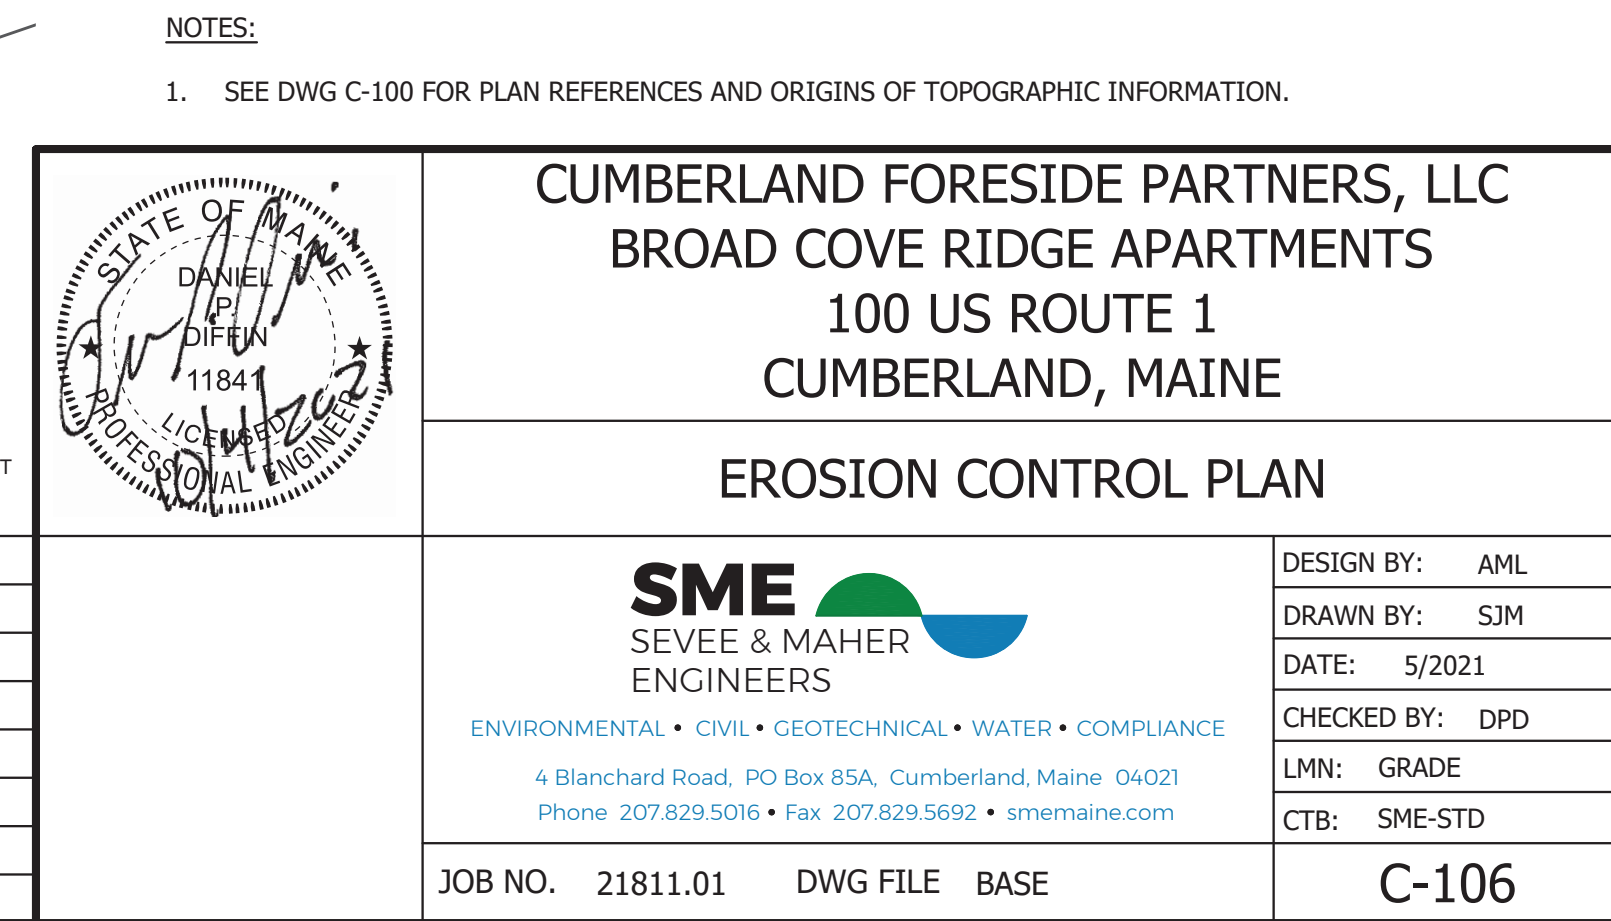 NOTES:
1. SEE DWG C-100 FOR PLAN REFERENCES AND ORIGINS OF TOPOGRAPHIC INFORMATION.
STATE OF MAINE
DANIEL
P.
DIFFIN
11841
LICENSED
PROFESSIONAL ENGINEER
10/4/2021
T
CUMBERLAND FORESIDE PARTNERS, LLC
BROAD COVE RIDGE APARTMENTS
100 US ROUTE 1
CUMBERLAND, MAINE
EROSION CONTROL PLAN
SME
SEVEE & MAHER
ENGINEERS
ENVIRONMENTAL • CIVIL • GEOTECHNICAL • WATER • COMPLIANCE
4 Blanchard Road, PO Box 85A, Cumberland, Maine 04021
Phone 207.829.5016 • Fax 207.829.5692 • smemaine.com
DESIGN BY: AML
DRAWN BY: SJM
DATE: 5/2021
CHECKED BY: DPD
LMN: GRADE
CTB: SME-STD
JOB NO. 21811.01 DWG FILE BASE
C-106